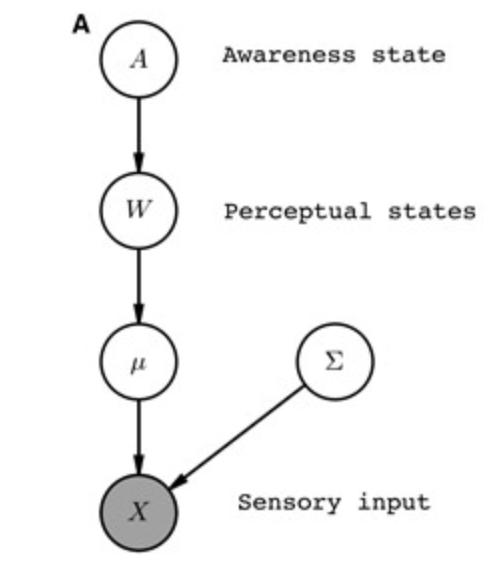 A
A Awareness state
W Perceptual states
μ Σ
X Sensory input